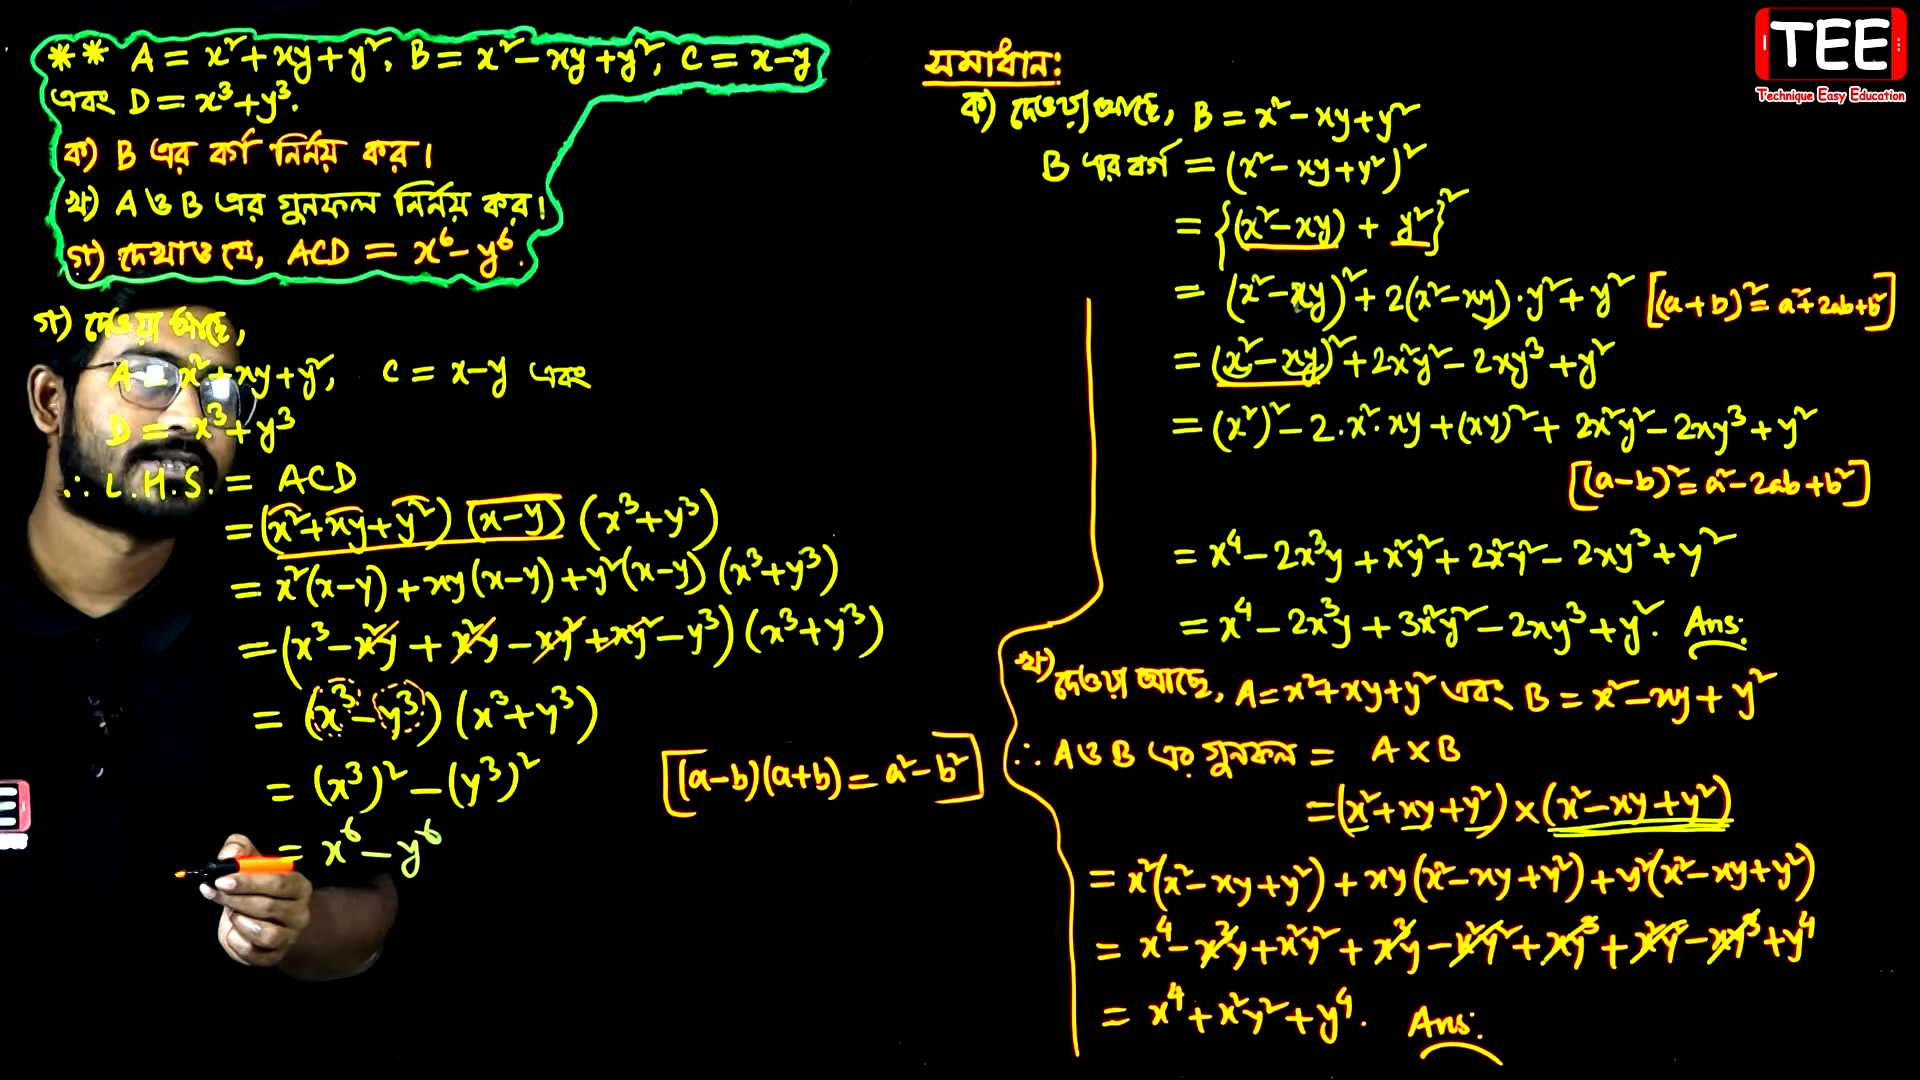 ** A = x² + xy + y², B = x² - xy + y², C = x-y
এবং D = x³ + y³.
ক) B এর বর্গ নির্নয় কর।
খ) A ও B এর গুনফল নির্নয় কর।
গ) দেখাও যে, ACD = x⁶ - y⁶.
গ) দেওয়া আছে,
A = x² + xy + y², C = x-y এবং
D = x³ + y³
∴ L.H.S. = ACD
= (x² + xy + y²) (x-y) (x³ + y³)
= x²(x-y) + xy(x-y) + y²(x-y) (x³ + y³)
= (x³ - x²y + x²y - xy² + xy² - y³) (x³ + y³)
= (x³ - y³) (x³ + y³)
= (x³)² - (y³)² [(a-b)(a+b) = a² - b²]
= x⁶ - y⁶
সমাধান:
ক) দেওয়া আছে, B = x² - xy + y²
B এর বর্গ = (x² - xy + y²)²
= {(x² - xy) + y²}²
= (x² - xy)² + 2(x² - xy)·y² + y² [(a+b)² = a² + 2ab + b²]
= (x² - xy)² + 2x²y² - 2xy³ + y²
= (x²)² - 2·x²·xy + (xy)² + 2x²y² - 2xy³ + y²
[(a-b)² = a² - 2ab + b²]
= x⁴ - 2x³y + x²y² + 2x²y² - 2xy³ + y²
= x⁴ - 2x³y + 3x²y² - 2xy³ + y². Ans:
খ) দেওয়া আছে, A = x² + xy + y² এবং B = x² - xy + y²
∴ A ও B এর গুনফল = A × B
= (x² + xy + y²) × (x² - xy + y²)
= x²(x² - xy + y²) + xy(x² - xy + y²) + y²(x² - xy + y²)
= x⁴ - x³y + x²y² + x³y - x²y² + xy³ + x²y² - xy³ + y⁴
= x⁴ + x²y² + y⁴. Ans:
TEE
Technique Easy Education